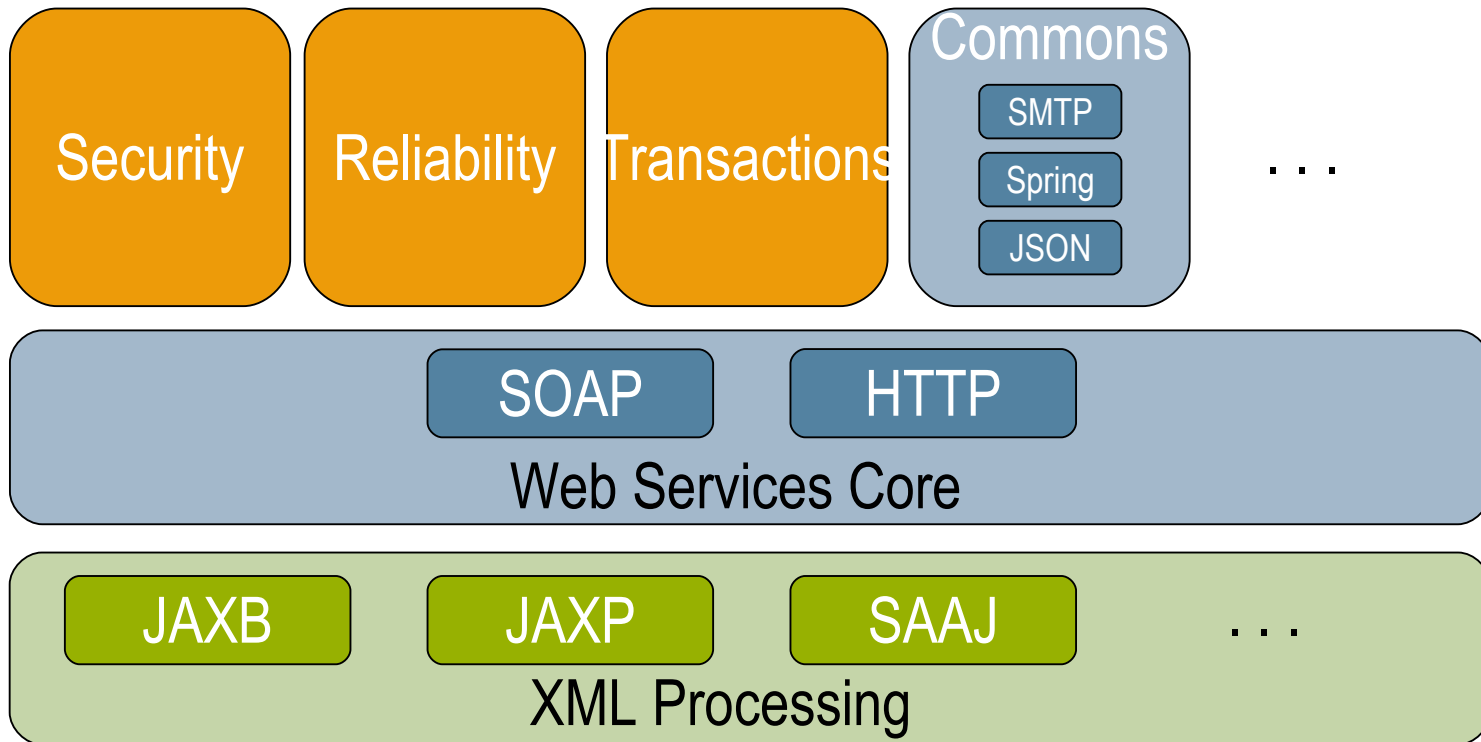 Commons
SMTP
Security Reliability Transactions
Spring
. . .
JSON
SOAP HTTP
Web Services Core
JAXB JAXP SAAJ . . .
XML Processing